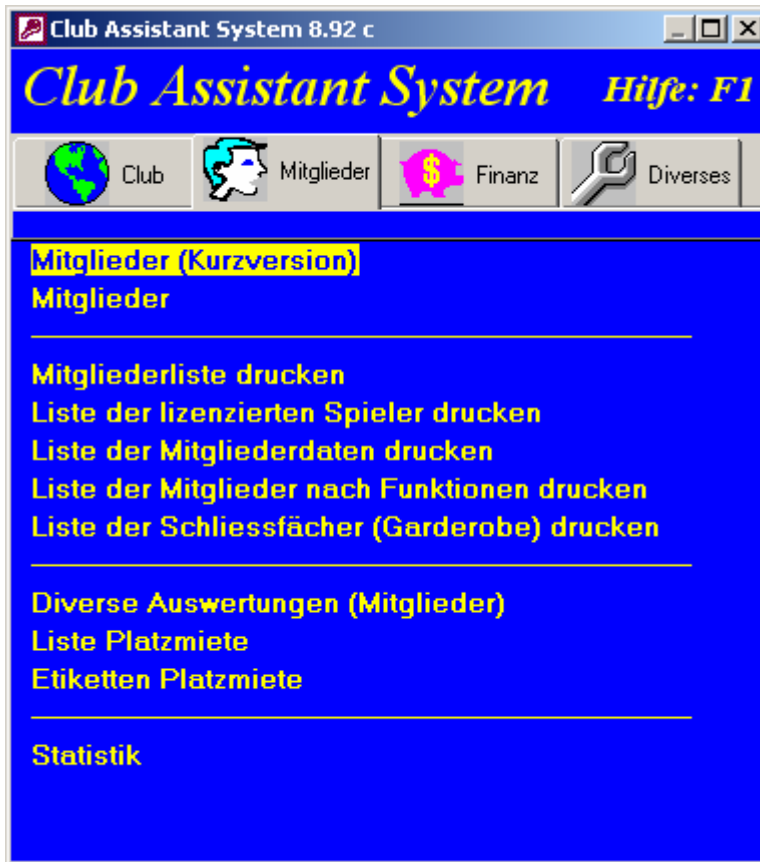 Club Assistant System 8.92 c
Club Assistant System Hilfe: F1
Club Mitglieder Finanz Diverses
Mitglieder (Kurzversion)
Mitglieder
Mitgliederliste drucken
Liste der lizenzierten Spieler drucken
Liste der Mitgliederdaten drucken
Liste der Mitglieder nach Funktionen drucken
Liste der Schliessfächer (Garderobe) drucken
Diverse Auswertungen (Mitglieder)
Liste Platzmiete
Etiketten Platzmiete
Statistik